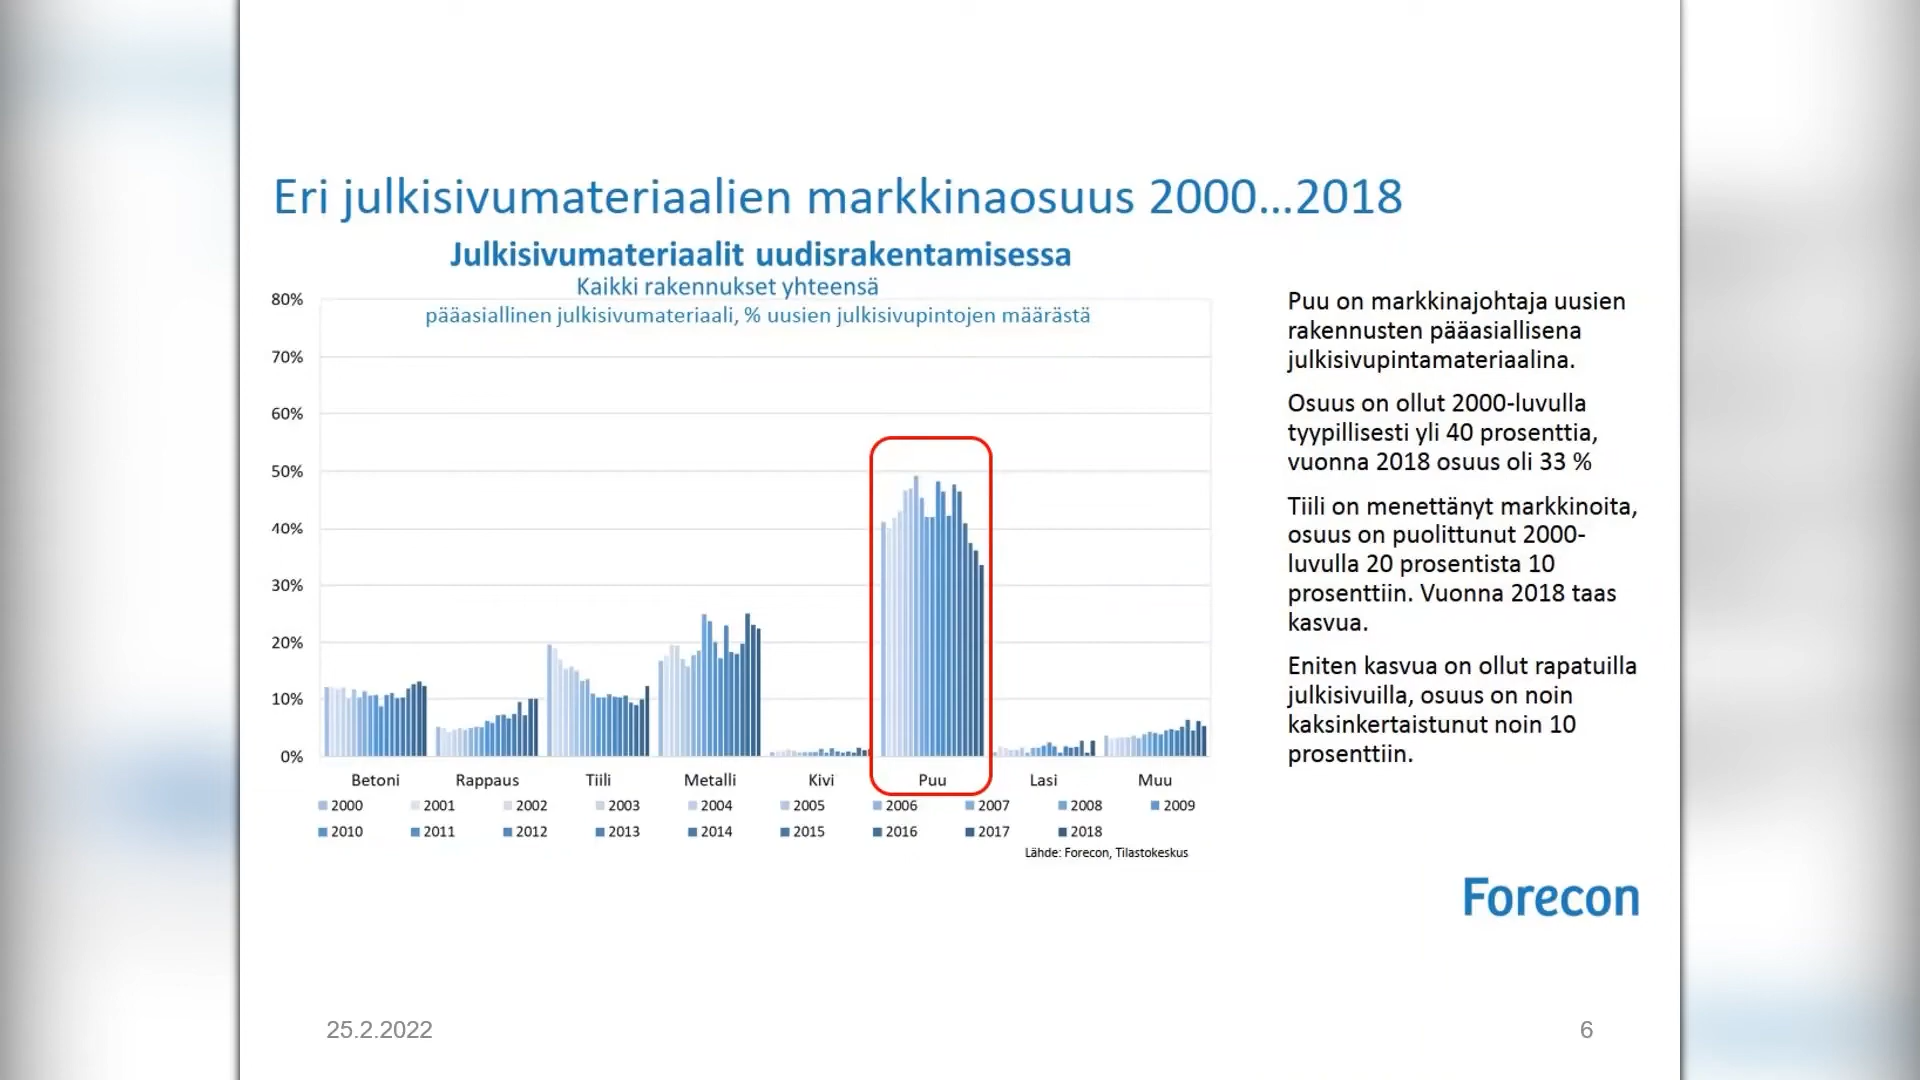 Eri julkisivumateriaalien markkinaosuus 2000...2018
Julkisivumateriaalit uudisrakentamisessa
Kaikki rakennukset yhteensä
pääasiallinen julkisivumateriaali, % uusien julkisivupintojen määrästä
80%
70%
60%
50%
40%
30%
20%
10%
0%
Betoni Rappaus Tiili Metalli Kivi Puu Lasi Muu
2000 2001 2002 2003 2004 2005 2006 2007 2008 2009
2010 2011 2012 2013 2014 2015 2016 2017 2018
Lähde: Forecon, Tilastokeskus
Puu on markkinajohtaja uusien
rakennusten pääasiallisena
julkisivupintamateriaalina.
Osuus on ollut 2000-luvulla
tyypillisesti yli 40 prosenttia,
vuonna 2018 osuus oli 33 %
Tiili on menettänyt markkinoita,
osuus on puolittunut 2000-
luvulla 20 prosentista 10
prosenttiin. Vuonna 2018 taas
kasvua.
Eniten kasvua on ollut rapatuilla
julkisivuilla, osuus on noin
kaksinkertaistunut noin 10
prosenttiin.
Forecon
25.2.2022
6